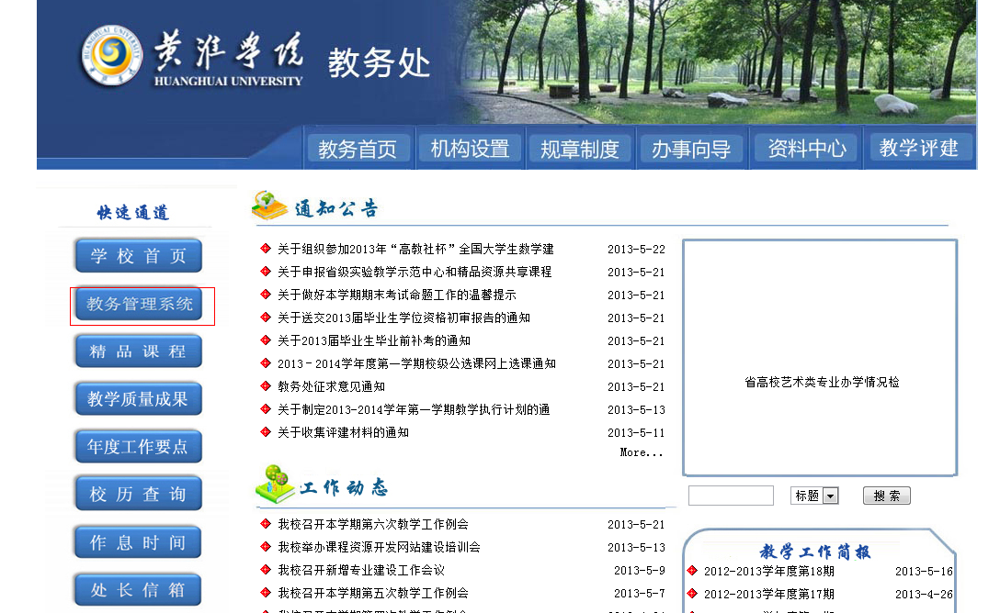 HUANGHUAI UNIVERSITY
黄淮学院
HUANGHUAI UNIVERSITY
教务处
教务首页
机构设置
规章制度
办事向导
资料中心
教学评建
快速通道
学校首页
教务管理系统
精品课程
教学质量成果
年度工作要点
校历查询
作息时间
处长信箱
通知公告
关于组织参加2013年“高教社杯”全国大学生数学建 2013-5-22
关于申报省级实验教学示范中心和精品资源共享课程 2013-5-21
关于做好本学期期末考试命题工作的温馨提示 2013-5-21
关于送交2013届毕业生学位资格初审报告的通知 2013-5-21
关于2013届毕业生毕业前补考的通知 2013-5-21
2013－2014学年度第一学期校级公选课网上选课通知 2013-5-21
教务处征求意见通知 2013-5-21
关于制定2013-2014学年第一学期教学执行计划的通 2013-5-13
关于收集评建材料的通知 2013-5-11
More...
工作动态
我校召开本学期第六次教学工作例会 2013-5-21
我校举办课程资源开发网站建设培训会 2013-5-13
我校召开新增专业建设工作会议 2013-5-9
我校召开本学期第五次教学工作例会 2013-5-7
省高校艺术类专业办学情况检
标题
搜 索
教学工作简报
2012-2013学年度第18期 2013-5-16
2012-2013学年度第17期 2013-4-26